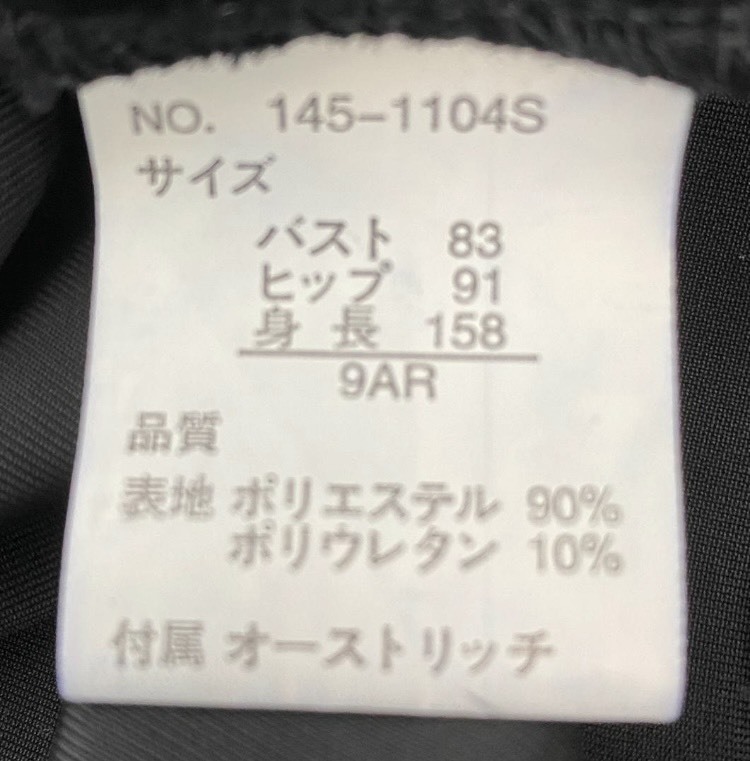 NO. 145-1104S
サイズ
バスト 83
ヒップ 91
身長 158
9AR
品質
表地 ポリエステル 90%
ポリウレタン 10%
付属 オーストリッチ